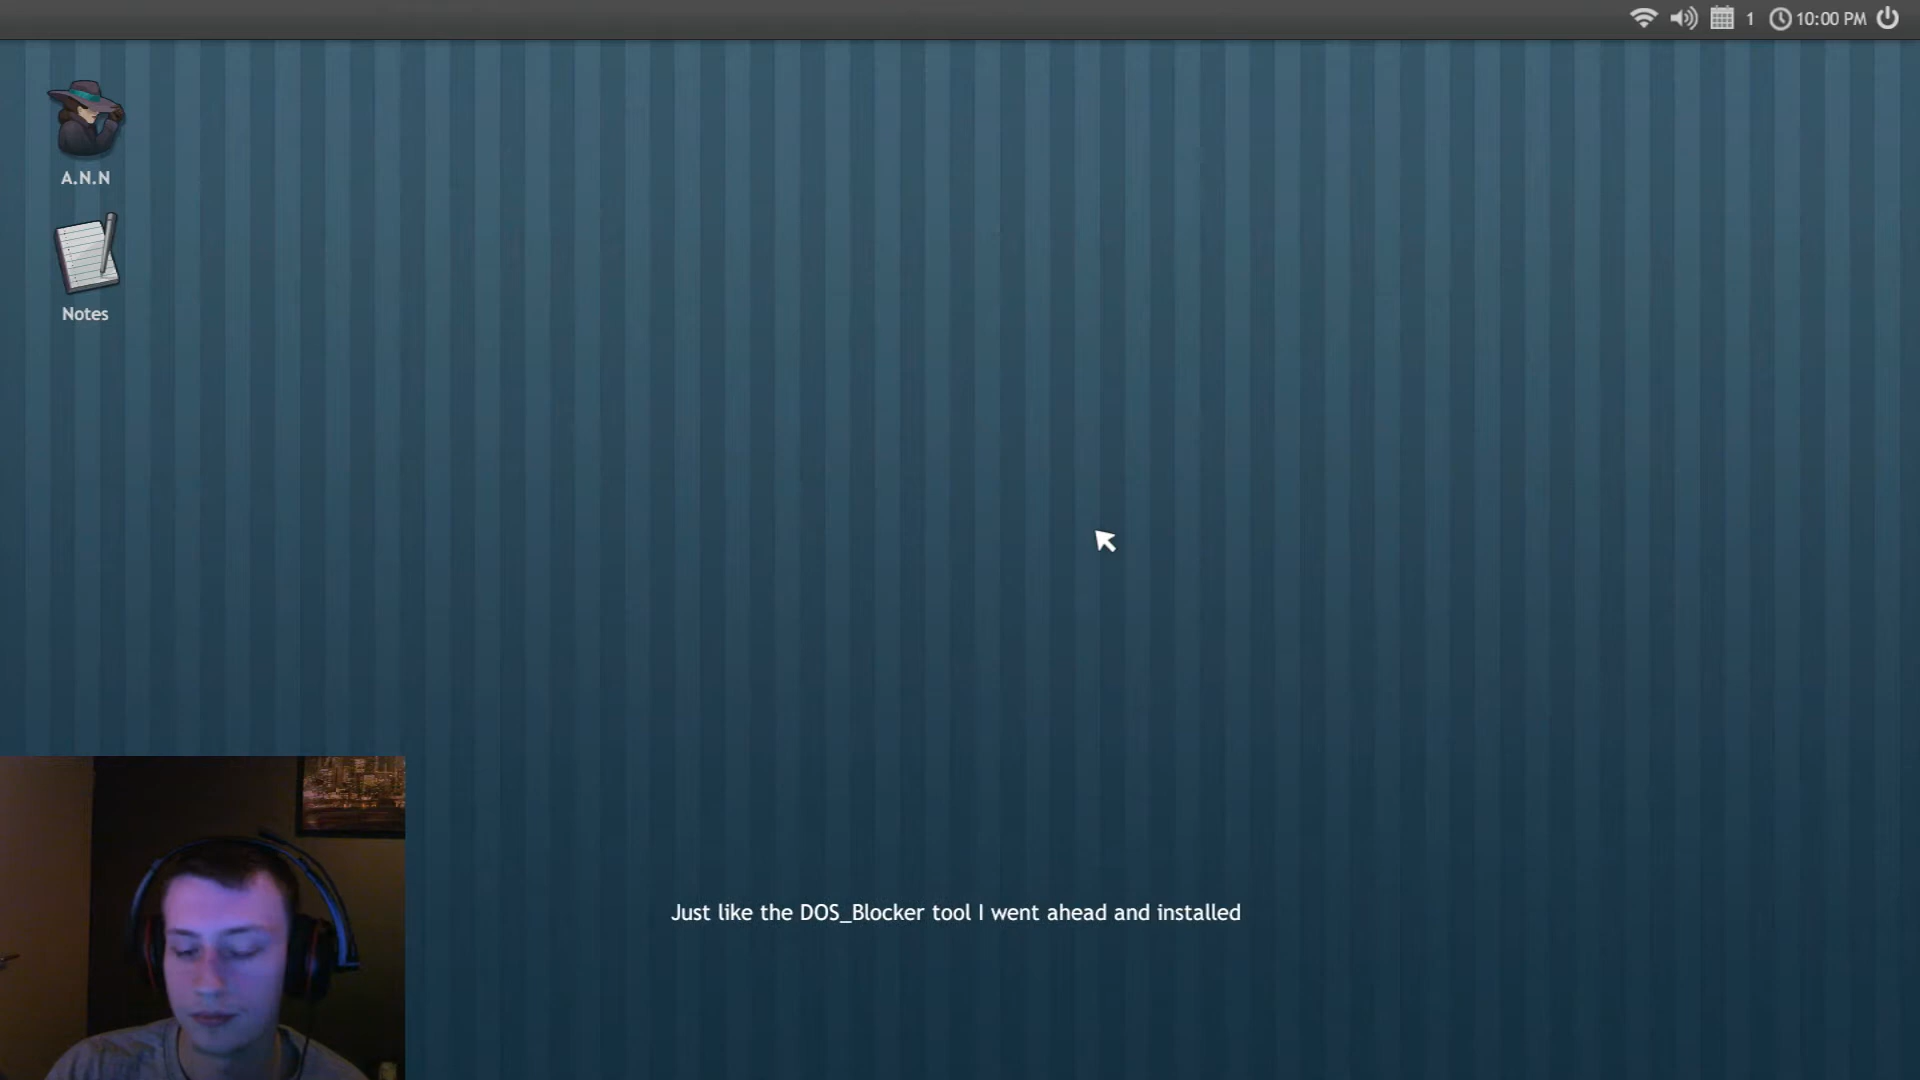 1 10:00 PM
A.N.N
Notes
Just like the DOS_Blocker tool I went ahead and installed